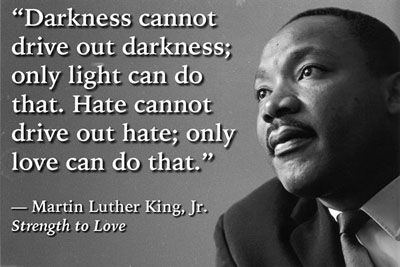 “Darkness cannot
drive out darkness;
only light can do
that. Hate cannot
drive out hate; only
love can do that.”
— Martin Luther King, Jr.
Strength to Love